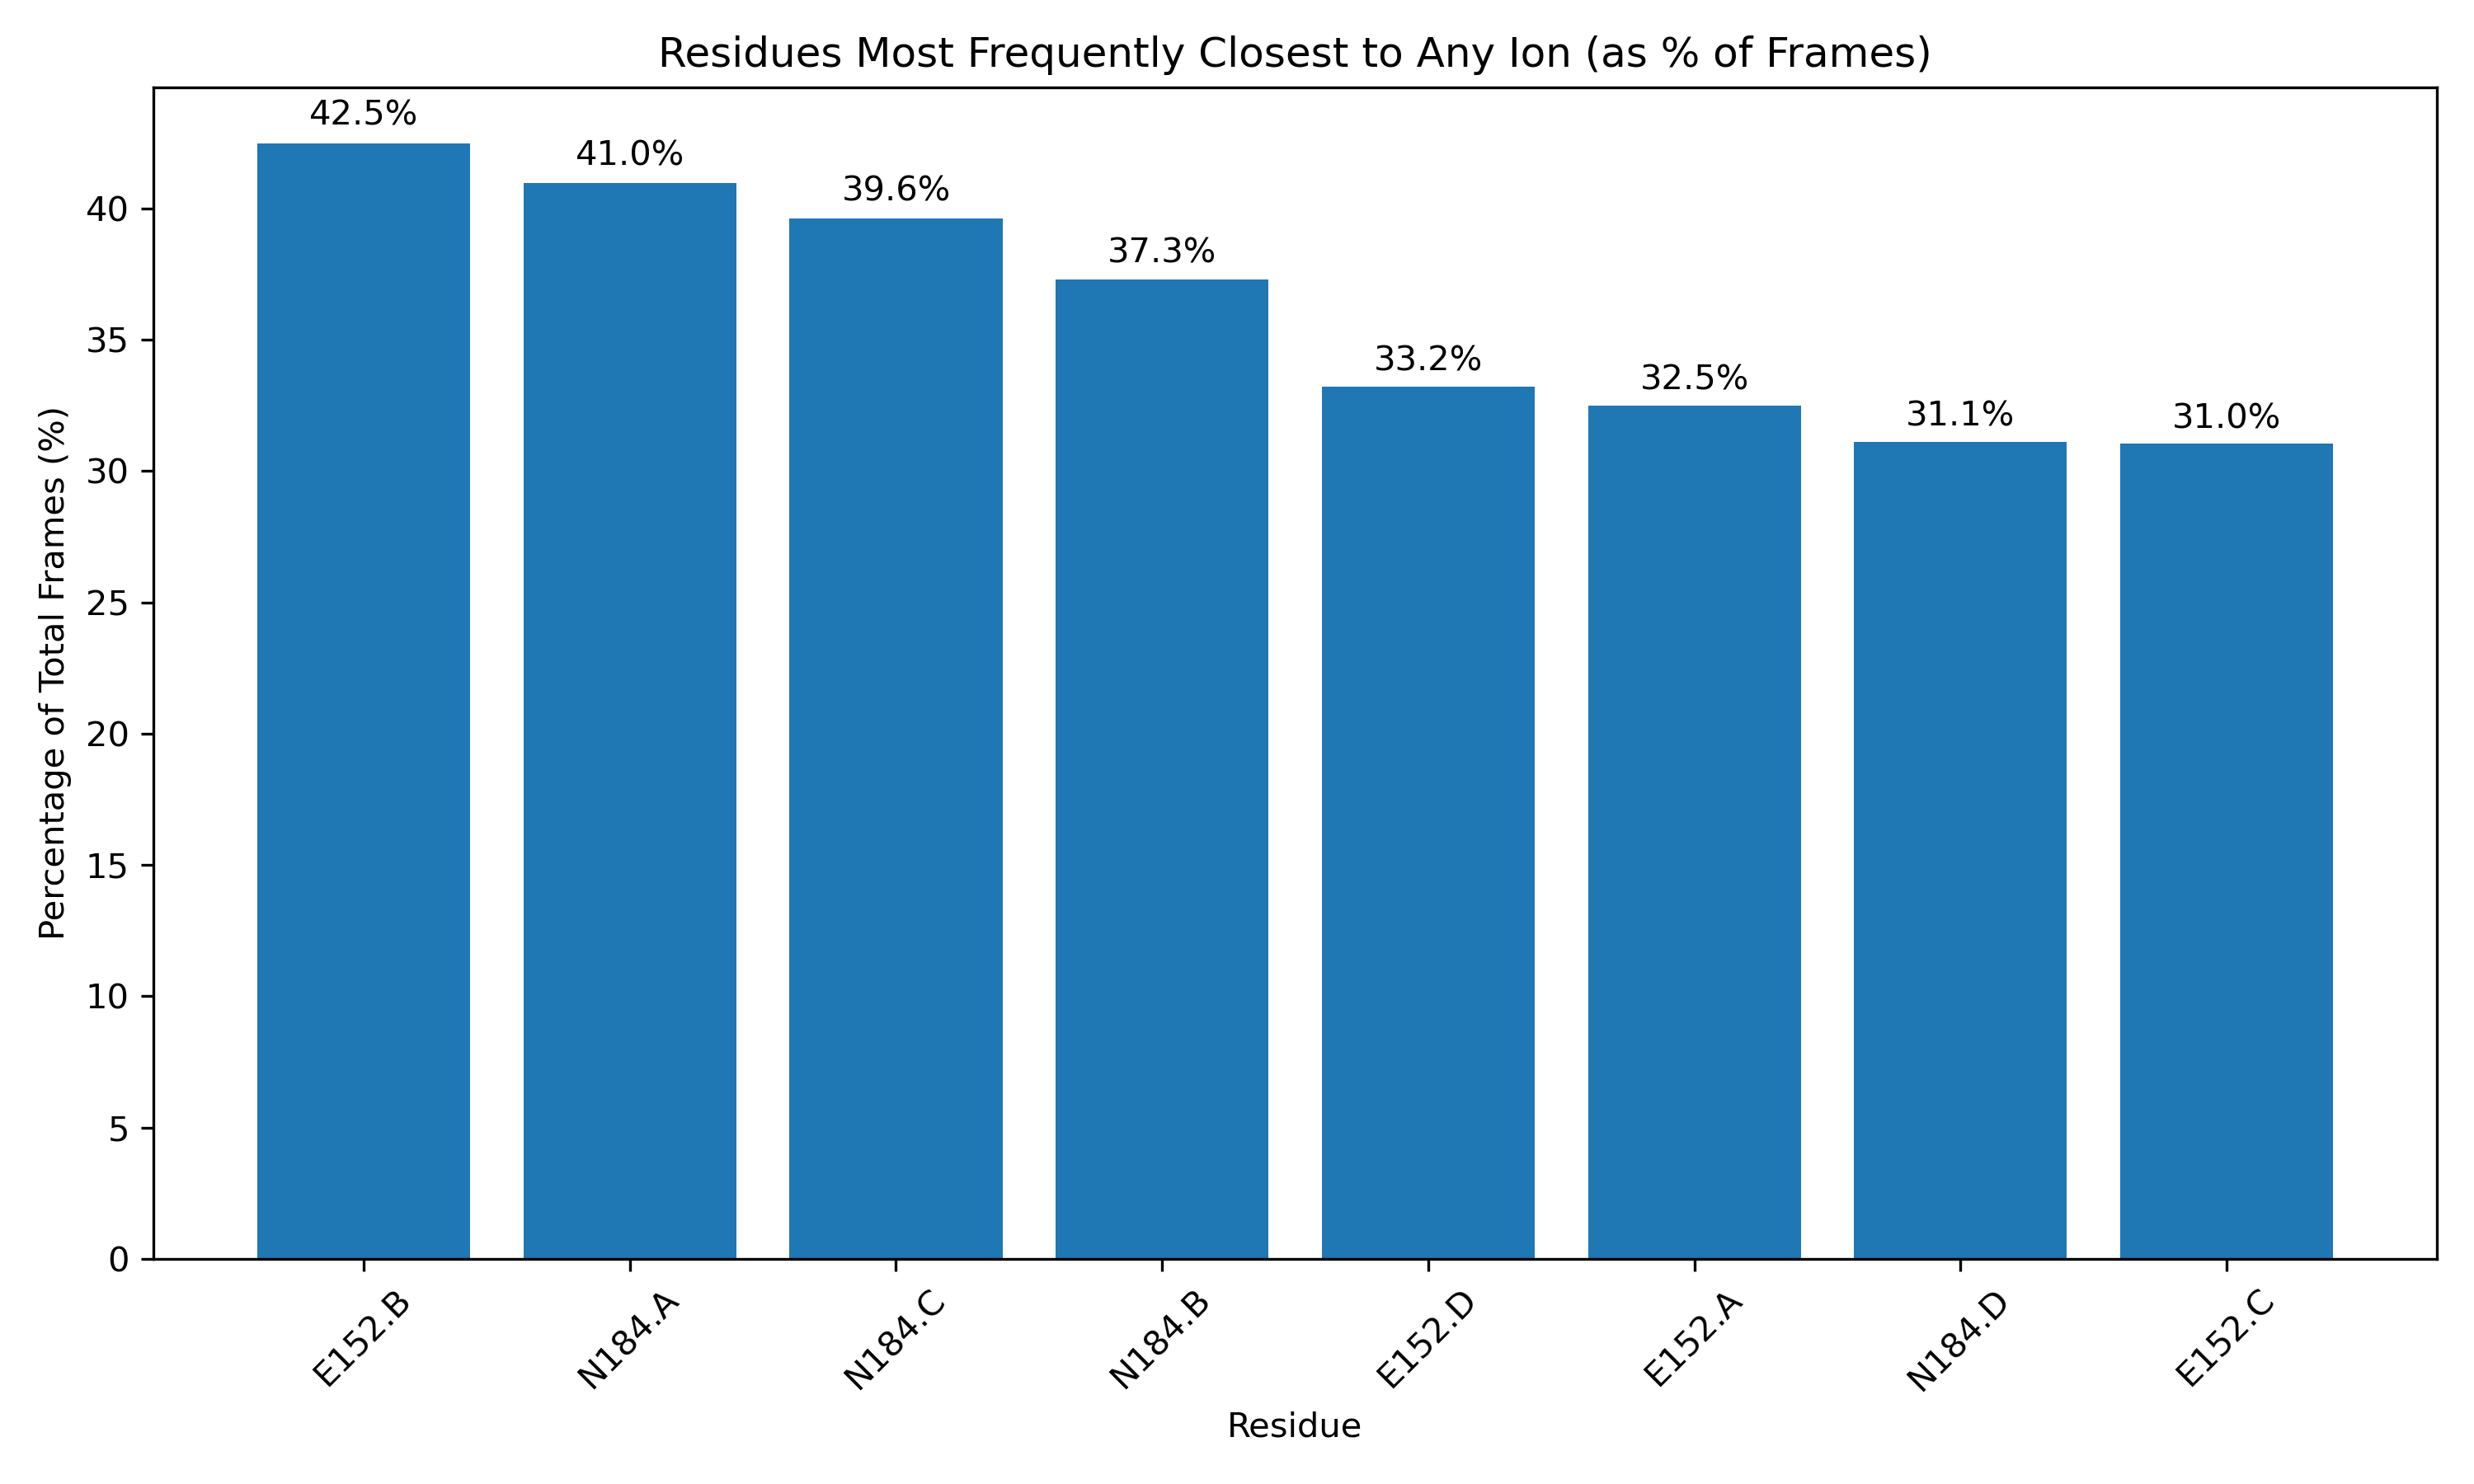 Residues Most Frequently Closest to Any Ion (as % of Frames)
42.5%
41.0%
39.6%
37.3%
33.2%
32.5%
31.1%
31.0%
Percentage of Total Frames (%)
40
35
30
25
20
15
10
5
0
E152.B
N184.A
N184.C
N184.B
E152.D
E152.A
N184.D
E152.C
Residue